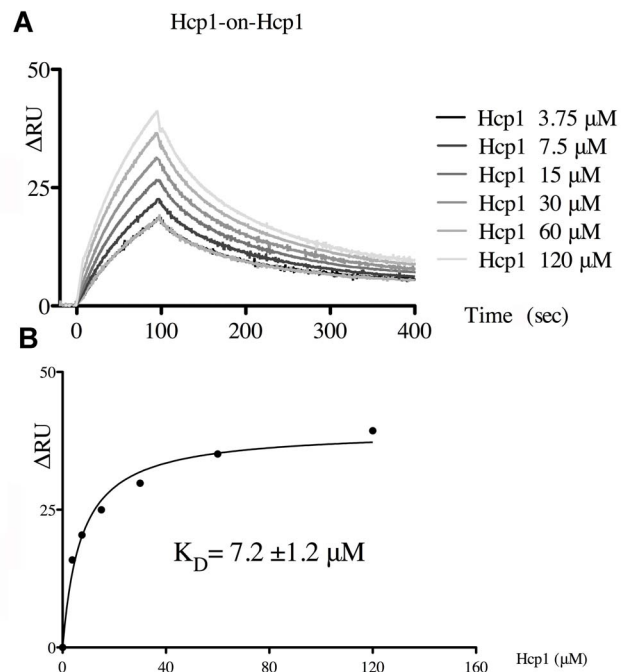 A
Hcp1-on-Hcp1
50
ΔRU
25
0
0 100 200 300 400
Time (sec)
Hcp1 3.75 μM
Hcp1 7.5 μM
Hcp1 15 μM
Hcp1 30 μM
Hcp1 60 μM
Hcp1 120 μM
B
50
ΔRU
25
0
K_D= 7.2 ±1.2 μM
0 40 80 120 160
Hcp1 (μM)